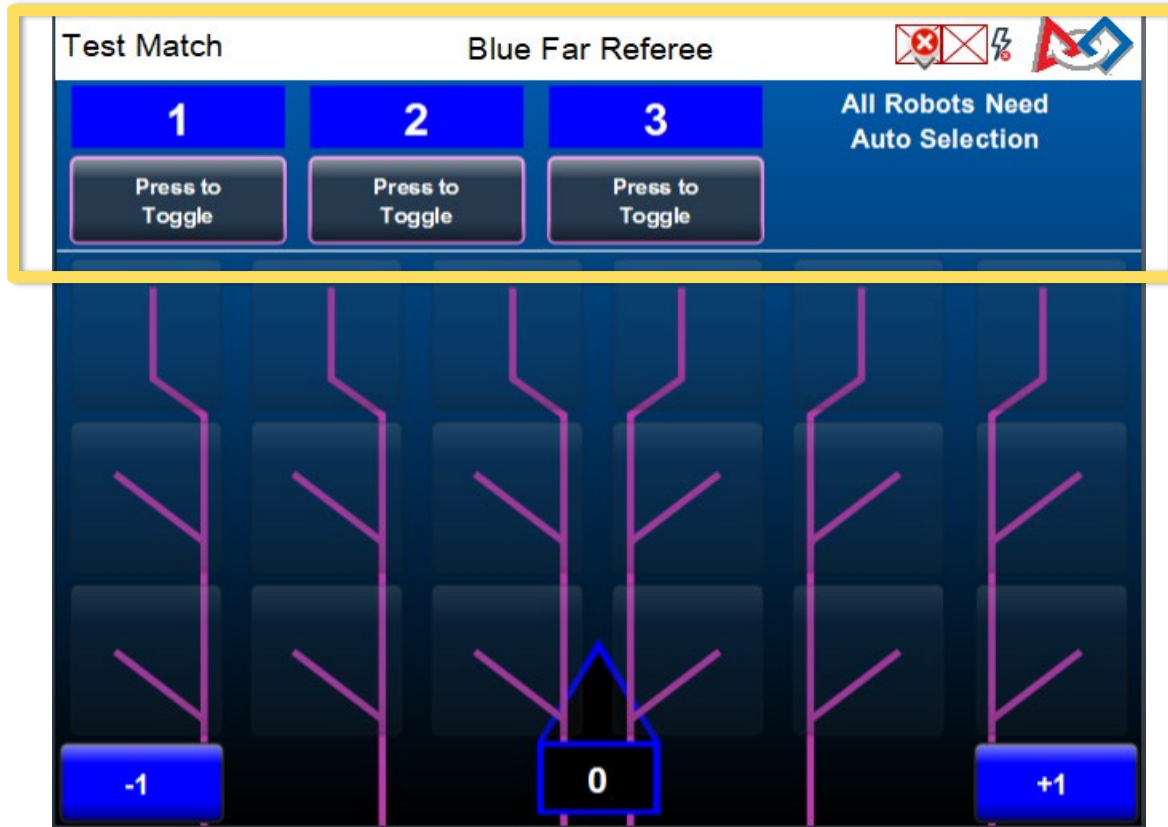 Test Match
Blue Far Referee
1
2
3
All Robots Need
Auto Selection
Press to
Toggle
Press to
Toggle
Press to
Toggle
-1
0
+1